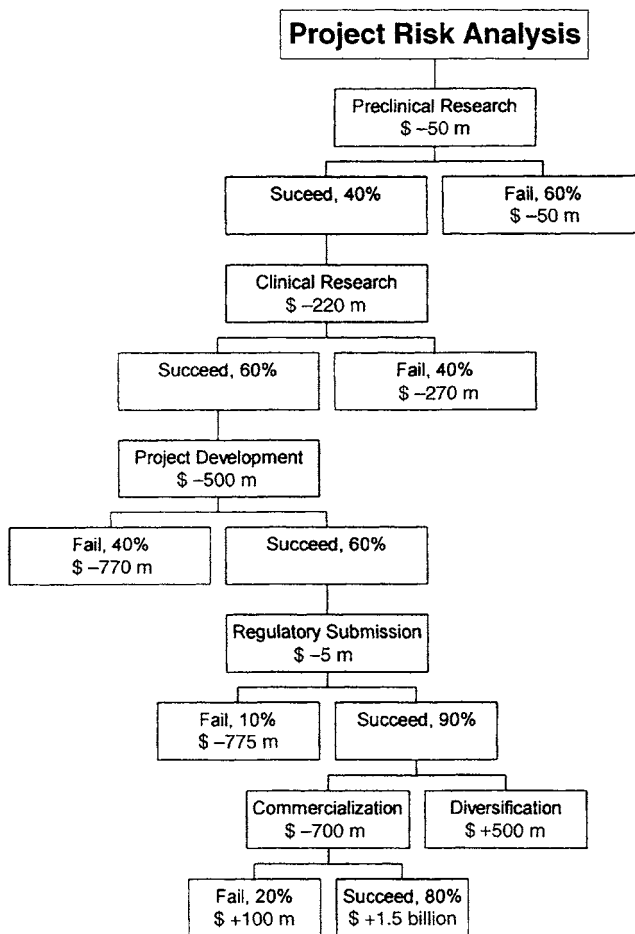 Project Risk Analysis
Preclinical Research
$ –50 m
Suceed, 40%
Fail, 60%
$ –50 m
Clinical Research
$ –220 m
Succeed, 60%
Fail, 40%
$ –270 m
Project Development
$ –500 m
Fail, 40%
$ –770 m
Succeed, 60%
Regulatory Submission
$ –5 m
Fail, 10%
$ –775 m
Succeed, 90%
Commercialization
$ –700 m
Diversification
$ +500 m
Fail, 20%
$ +100 m
Succeed, 80%
$ +1.5 billion